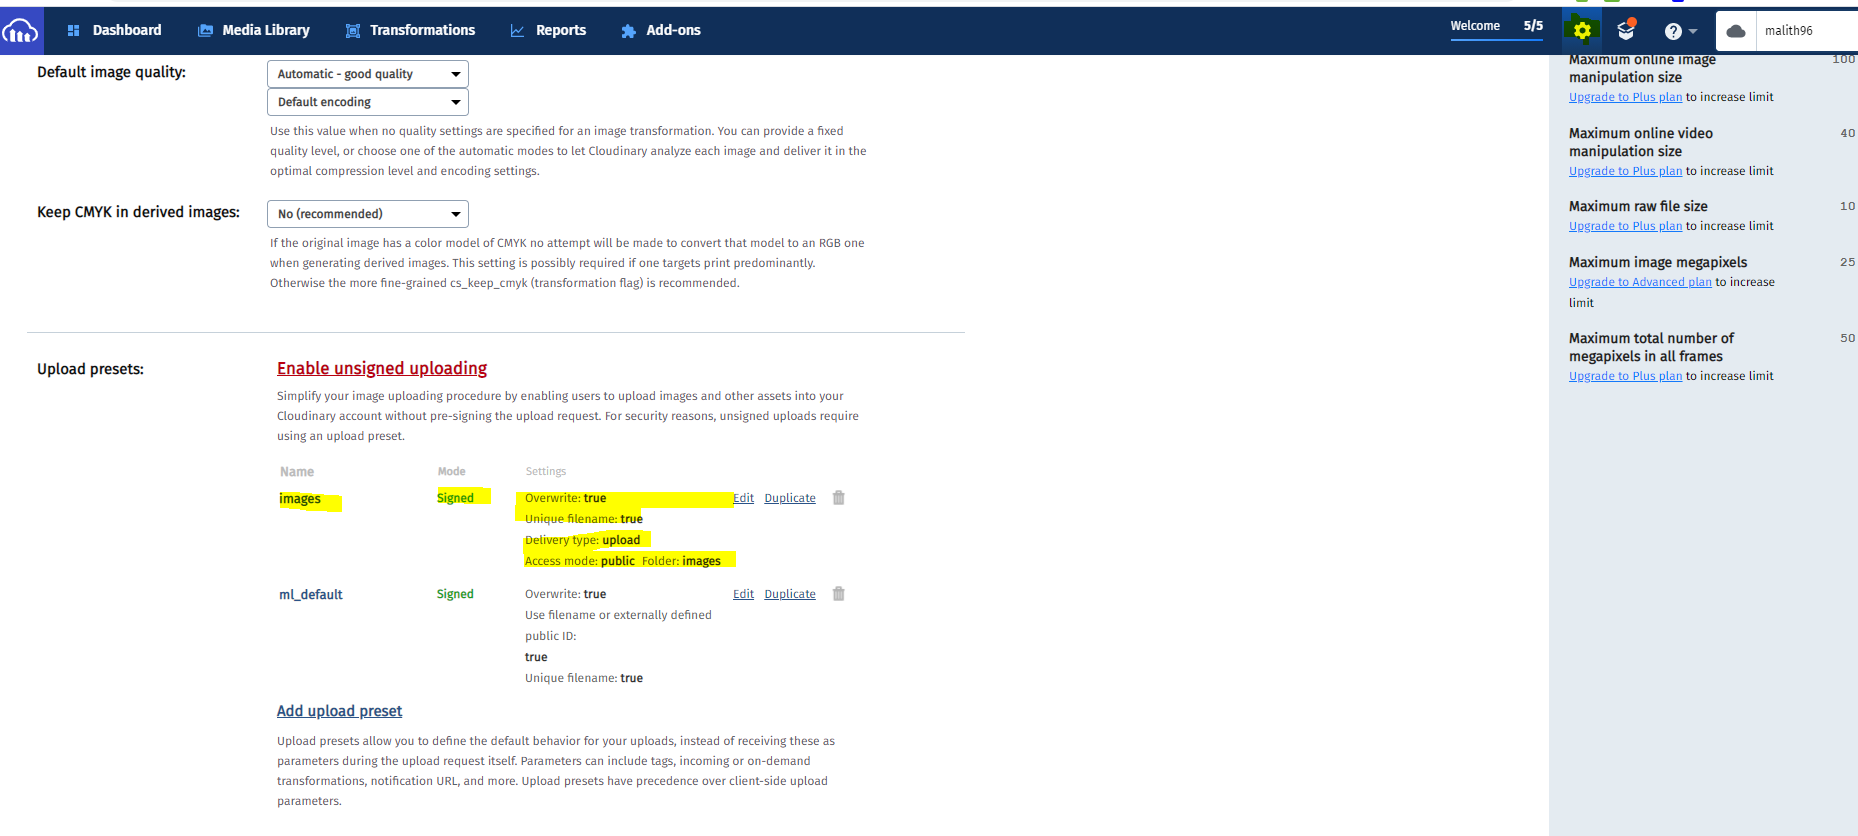 Dashboard Media Library Transformations Reports Add-ons Welcome 5/5 malith96
Default image quality:
Automatic - good quality
Default encoding
Use this value when no quality settings are specified for an image transformation. You can provide a fixed
quality level, or choose one of the automatic modes to let Cloudinary analyze each image and deliver it in the
optimal compression level and encoding settings.
Keep CMYK in derived images:
No (recommended)
If the original image has a color model of CMYK no attempt will be made to convert that model to an RGB one
when generating derived images. This setting is possibly required if one targets print predominantly.
Otherwise the more fine-grained cs_keep_cmyk (transformation flag) is recommended.
Upload presets:
Enable unsigned uploading
Simplify your image uploading procedure by enabling users to upload images and other assets into your
Cloudinary account without pre-signing the upload request. For security reasons, unsigned uploads require
using an upload preset.
Name Mode Settings
images Signed Overwrite: true Edit Duplicate
Unique filename: true
Delivery type: upload
Access mode: public Folder: images
ml_default Signed Overwrite: true Edit Duplicate
Use filename or externally defined
public ID:
true
Unique filename: true
Add upload preset
Upload presets allow you to define the default behavior for your uploads, instead of receiving these as
parameters during the upload request itself. Parameters can include tags, incoming or on-demand
transformations, notification URL, and more. Upload presets have precedence over client-side upload
parameters.
Maximum online image 100
manipulation size
Upgrade to Plus plan to increase limit
Maximum online video 40
manipulation size
Upgrade to Plus plan to increase limit
Maximum raw file size 10
Upgrade to Plus plan to increase limit
Maximum image megapixels 25
Upgrade to Advanced plan to increase
limit
Maximum total number of 50
megapixels in all frames
Upgrade to Plus plan to increase limit